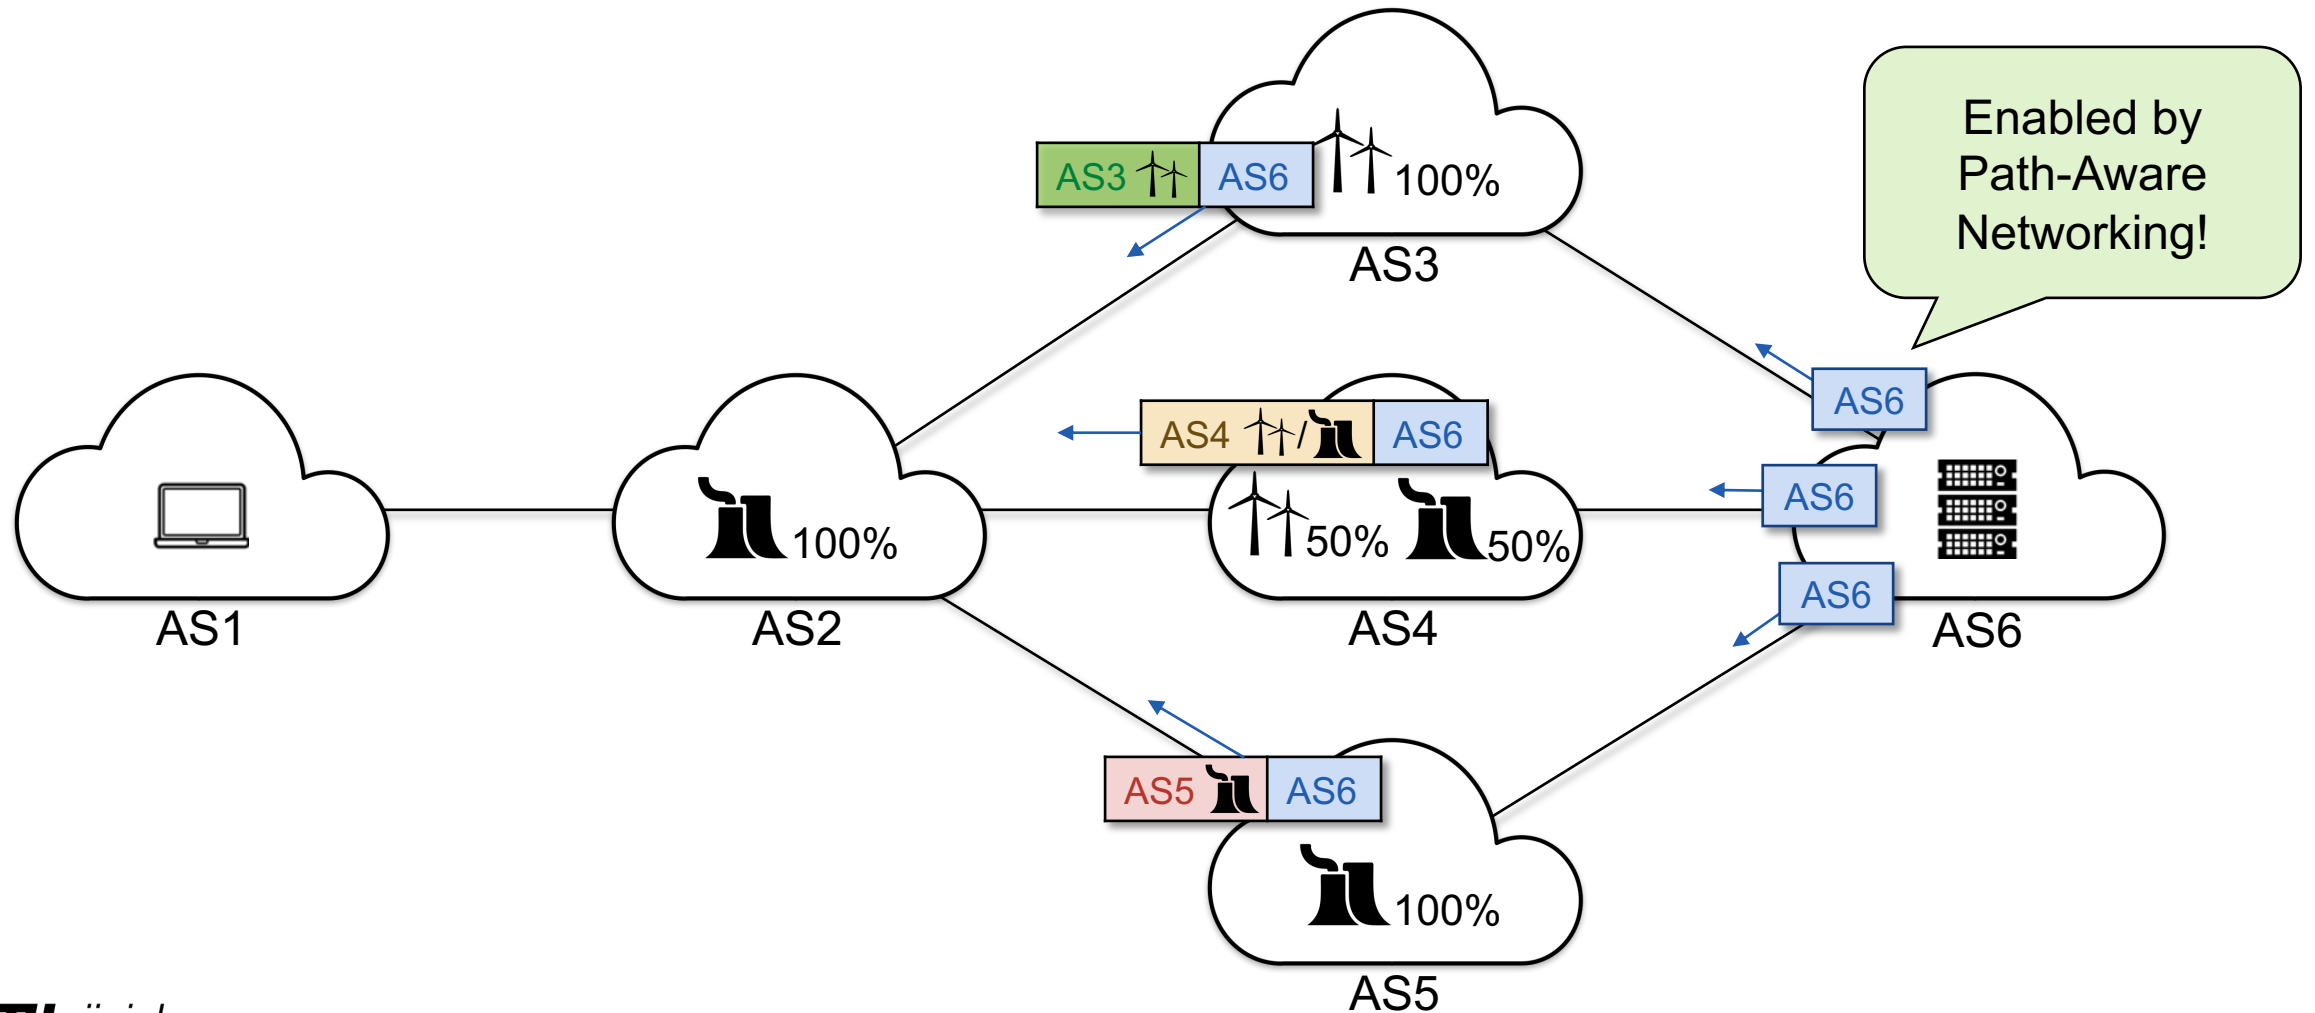 Enabled by
Path-Aware
Networking!
AS3
AS6
100%
AS3
AS6
AS4
/
AS6
AS6
100%
50%
50%
AS1
AS2
AS4
AS6
AS6
AS5
AS6
100%
AS5